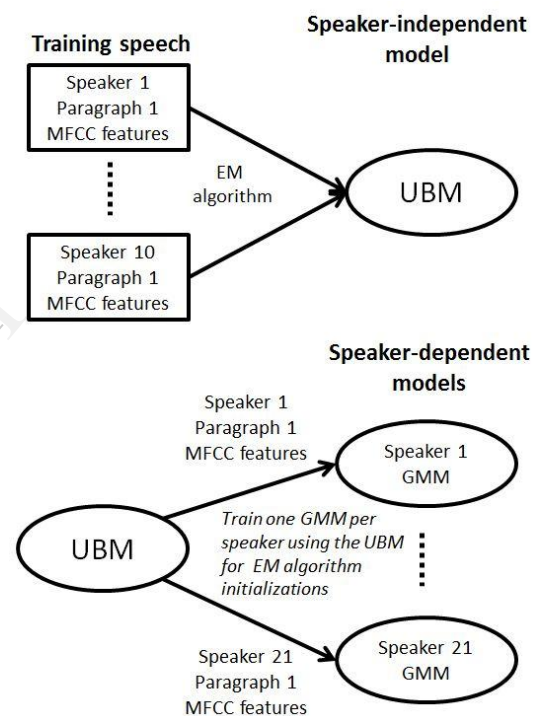 Training speech
Speaker-independent
model
Speaker 1
Paragraph 1
MFCC features
EM
algorithm
UBM
Speaker 10
Paragraph 1
MFCC features
Speaker-dependent
models
Speaker 1
Paragraph 1
MFCC features
Speaker 1
GMM
UBM
Train one GMM per
speaker using the UBM
for EM algorithm
initializations
Speaker 21
Paragraph 1
MFCC features
Speaker 21
GMM